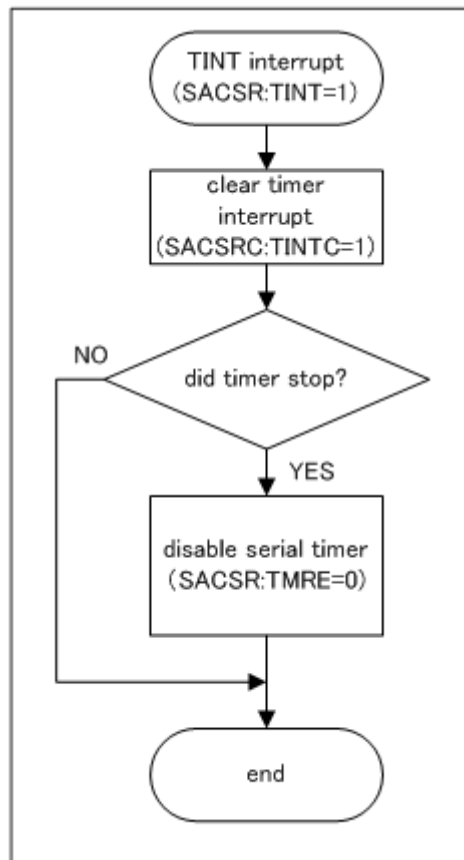 TINT interrupt
(SACSR:TINT=1)
clear timer
interrupt
(SACSRC:TINTC=1)
NO
did timer stop?
YES
disable serial timer
(SACSR:TMRE=0)
end